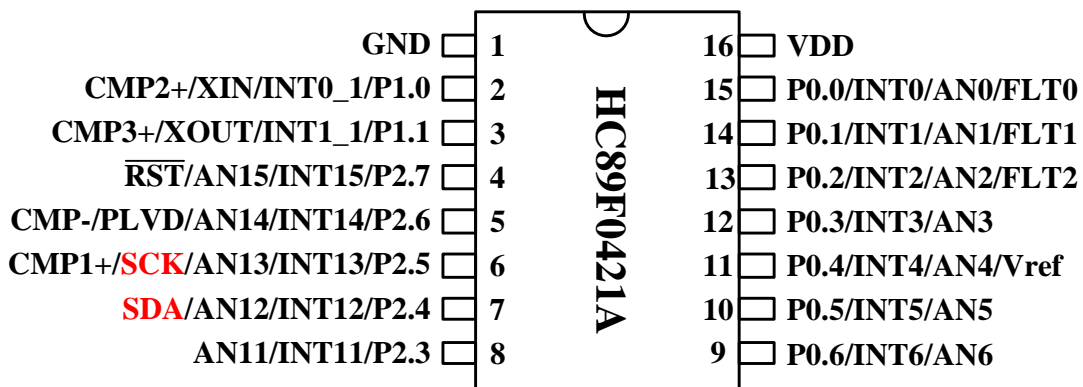 GND 1 16 VDD
CMP2+/XIN/INT0_1/P1.0 2 15 P0.0/INT0/AN0/FLT0
CMP3+/XOUT/INT1_1/P1.1 3 14 P0.1/INT1/AN1/FLT1
RST/AN15/INT15/P2.7 4 13 P0.2/INT2/AN2/FLT2
CMP-/PLVD/AN14/INT14/P2.6 5 12 P0.3/INT3/AN3
CMP1+/SCK/AN13/INT13/P2.5 6 11 P0.4/INT4/AN4/Vref
SDA/AN12/INT12/P2.4 7 10 P0.5/INT5/AN5
AN11/INT11/P2.3 8 9 P0.6/INT6/AN6
HC89F0421A